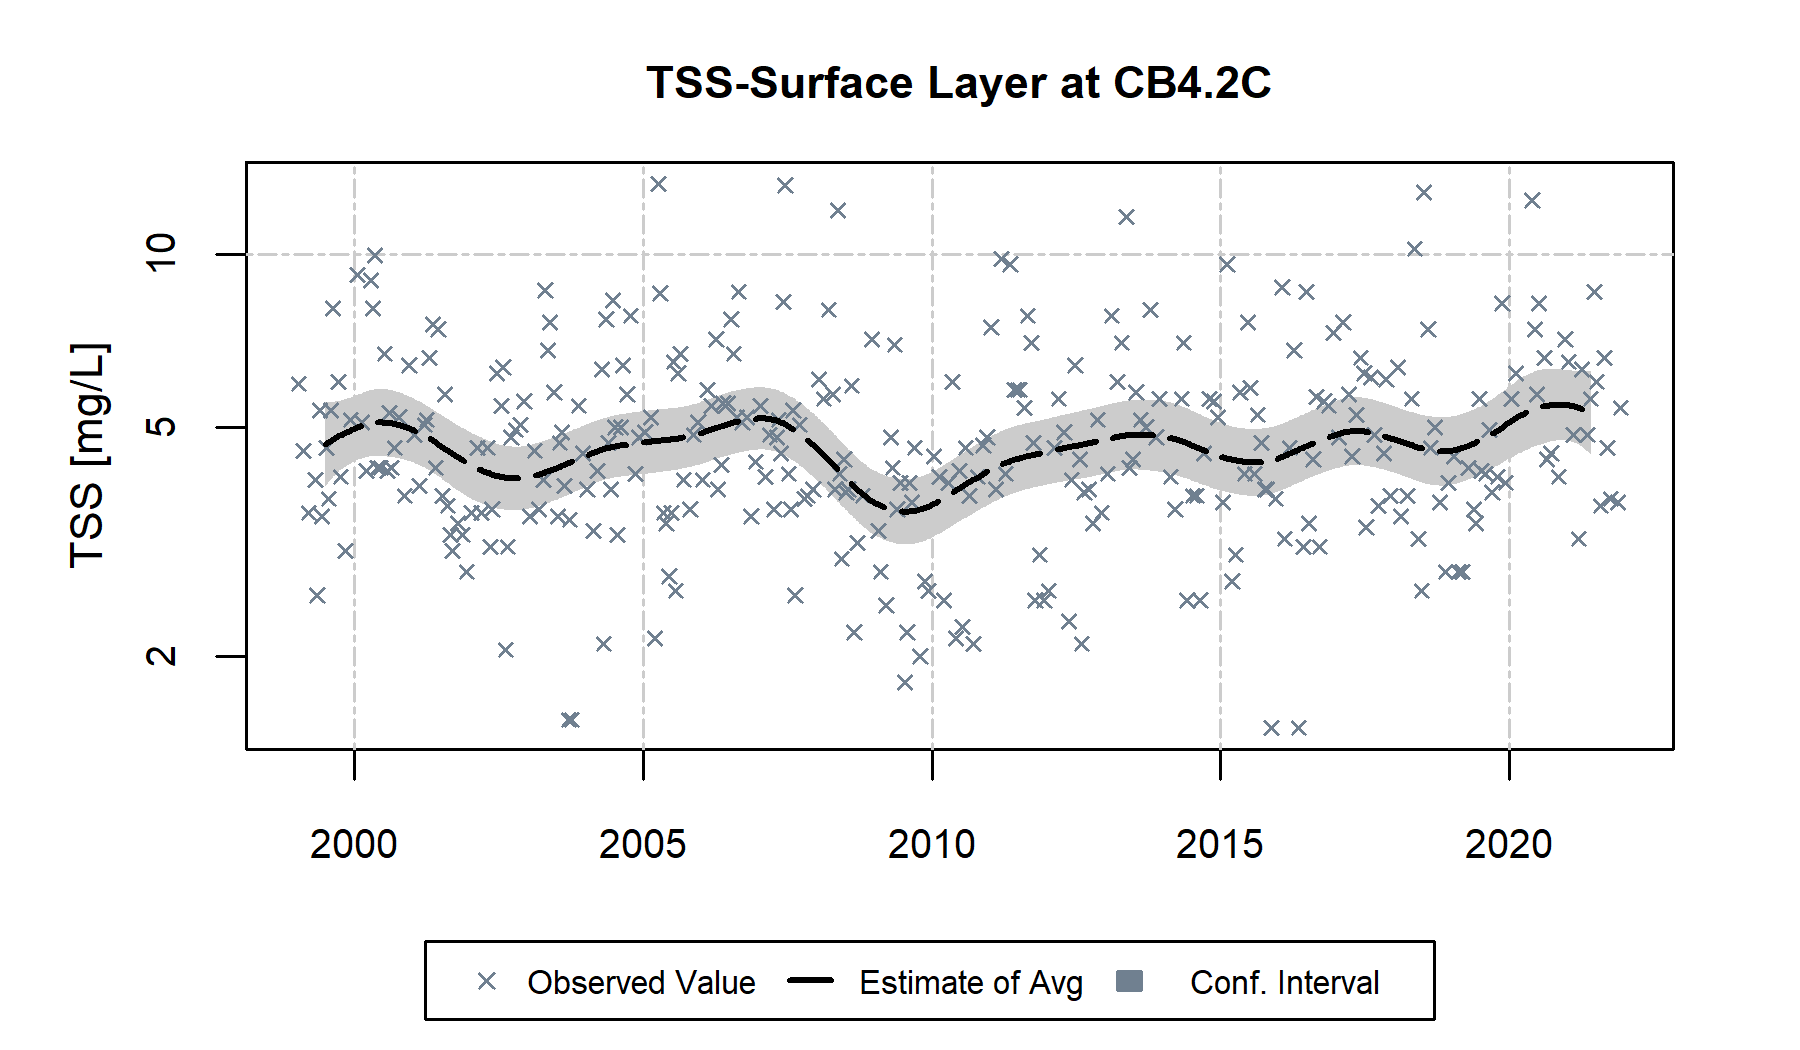 TSS-Surface Layer at CB4.2C
TSS [mg/L]
10
5
2
2000 2005 2010 2015 2020
Observed Value Estimate of Avg Conf. Interval